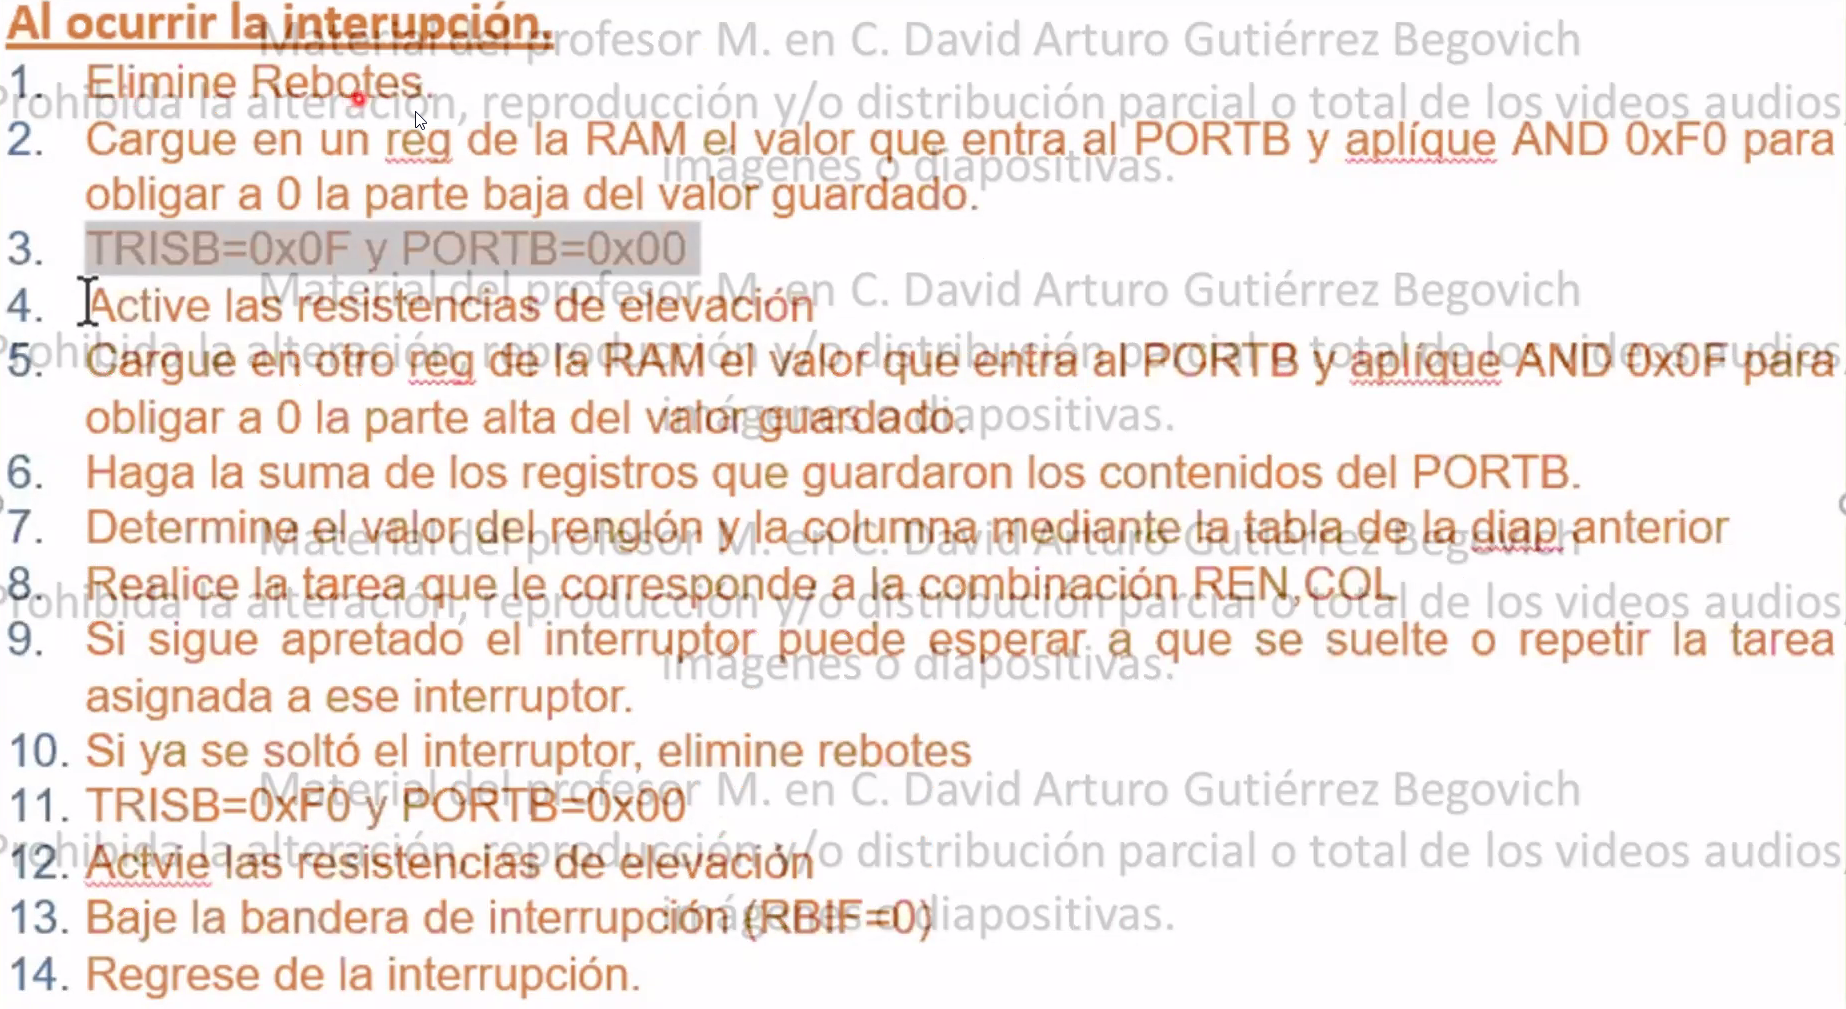 Al ocurrir la interupción.
Material del profesor M. en C. David Arturo Gutiérrez Begovich
1. Elimine Rebotes.
Prohibida la alteración, reproducción y/o distribución parcial o total de los videos audios,
2. Cargue en un reg de la RAM el valor que entra al PORTB y aplíque AND 0xF0 para
imágenes o diapositivas.
obligar a 0 la parte baja del valor guardado.
3. TRISB=0x0F y PORTB=0x00
Material del profesor M. en C. David Arturo Gutiérrez Begovich
4. Active las resistencias de elevación
Prohibida la alteración, reproducción y/o distribución parcial o total de los videos audios,
5. Cargue en otro reg de la RAM el valor que entra al PORTB y aplíque AND 0x0F para
imágenes o diapositivas.
obligar a 0 la parte alta del valor guardado.
6. Haga la suma de los registros que guardaron los contenidos del PORTB.
7. Determine el valor del renglón y la columna mediante la tabla de la diap anterior
Material del profesor M. en C. David Arturo Gutiérrez Begovich
8. Realice la tarea que le corresponde a la combinación REN,COL
Prohibida la alteración, reproducción y/o distribución parcial o total de los videos audios,
9. Si sigue apretado el interruptor puede esperar a que se suelte o repetir la tarea
imágenes o diapositivas.
asignada a ese interruptor.
10. Si ya se soltó el interruptor, elimine rebotes
Material del profesor M. en C. David Arturo Gutiérrez Begovich
11. TRISB=0xF0 y PORTB=0x00
Prohibida la alteración, reproducción y/o distribución parcial o total de los videos audios,
12. Actvie las resistencias de elevación
13. Baje la bandera de interrupción (RBIF=0)
imágenes o diapositivas.
14. Regrese de la interrupción.